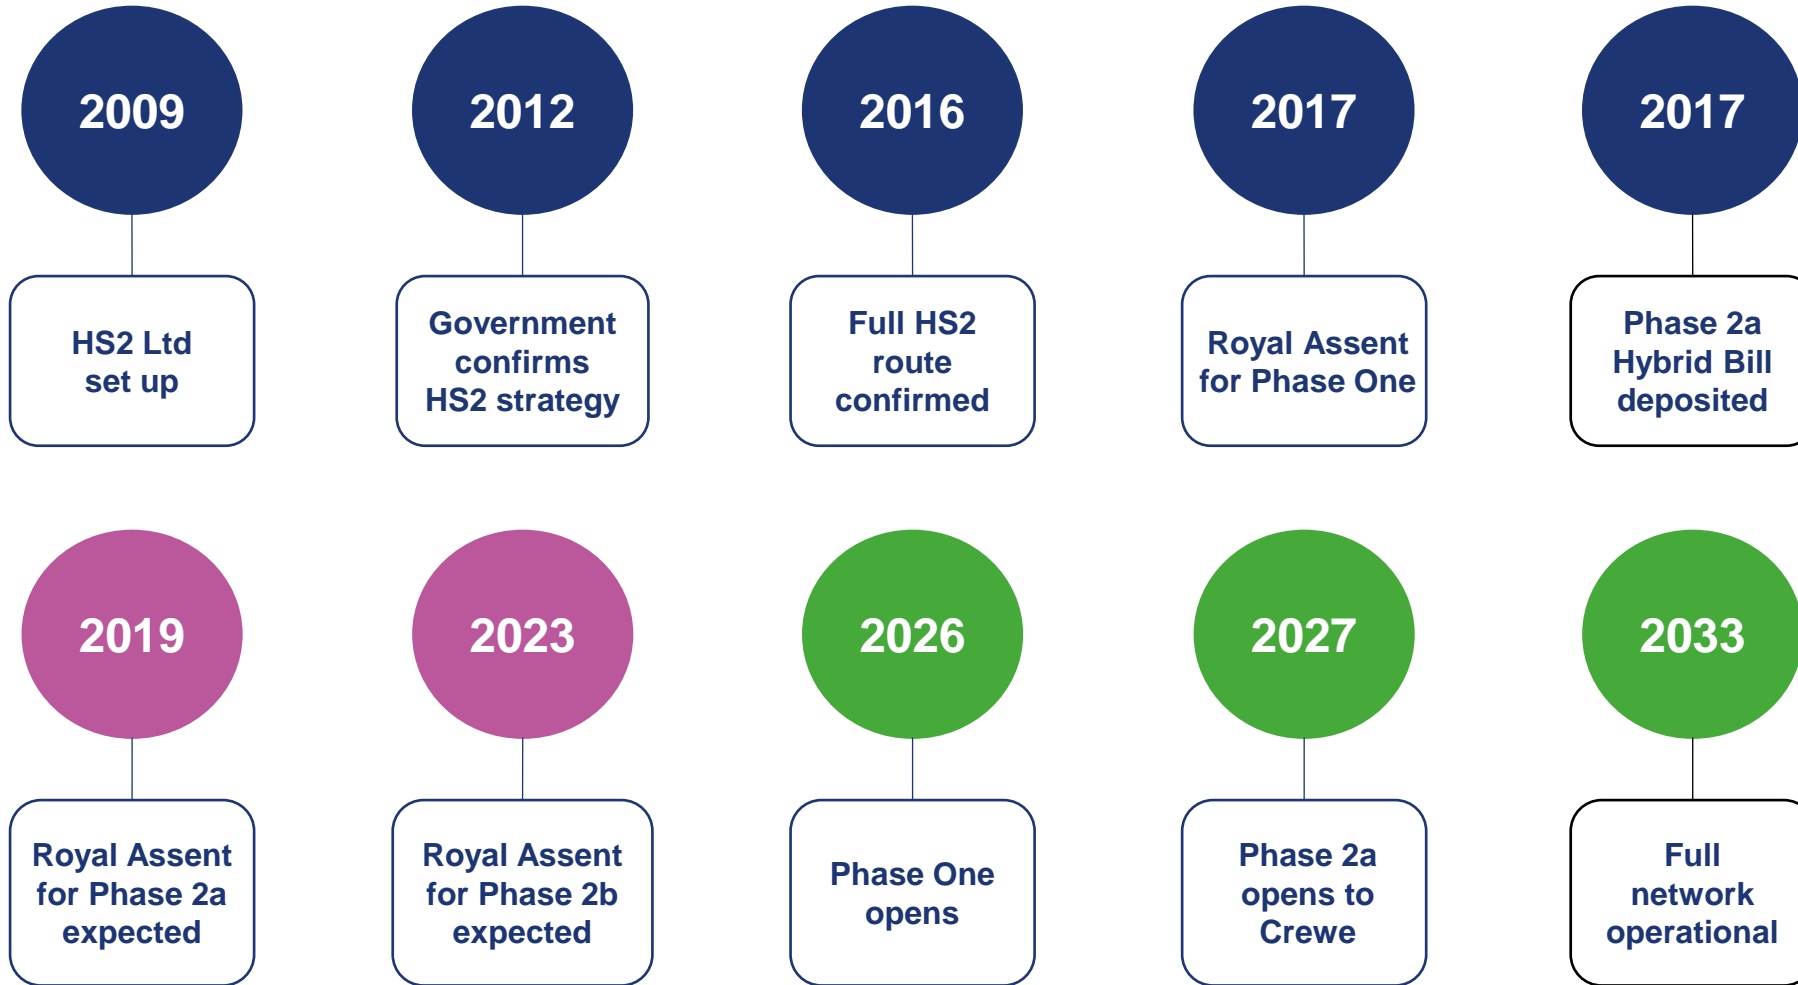 2009
2012
2016
2017
2017
HS2 Ltd
set up
Government
confirms
HS2 strategy
Full HS2
route
confirmed
Royal Assent
for Phase One
Phase 2a
Hybrid Bill
deposited
2019
2023
2026
2027
2033
Royal Assent
for Phase 2a
expected
Royal Assent
for Phase 2b
expected
Phase One
opens
Phase 2a
opens to
Crewe
Full
network
operational